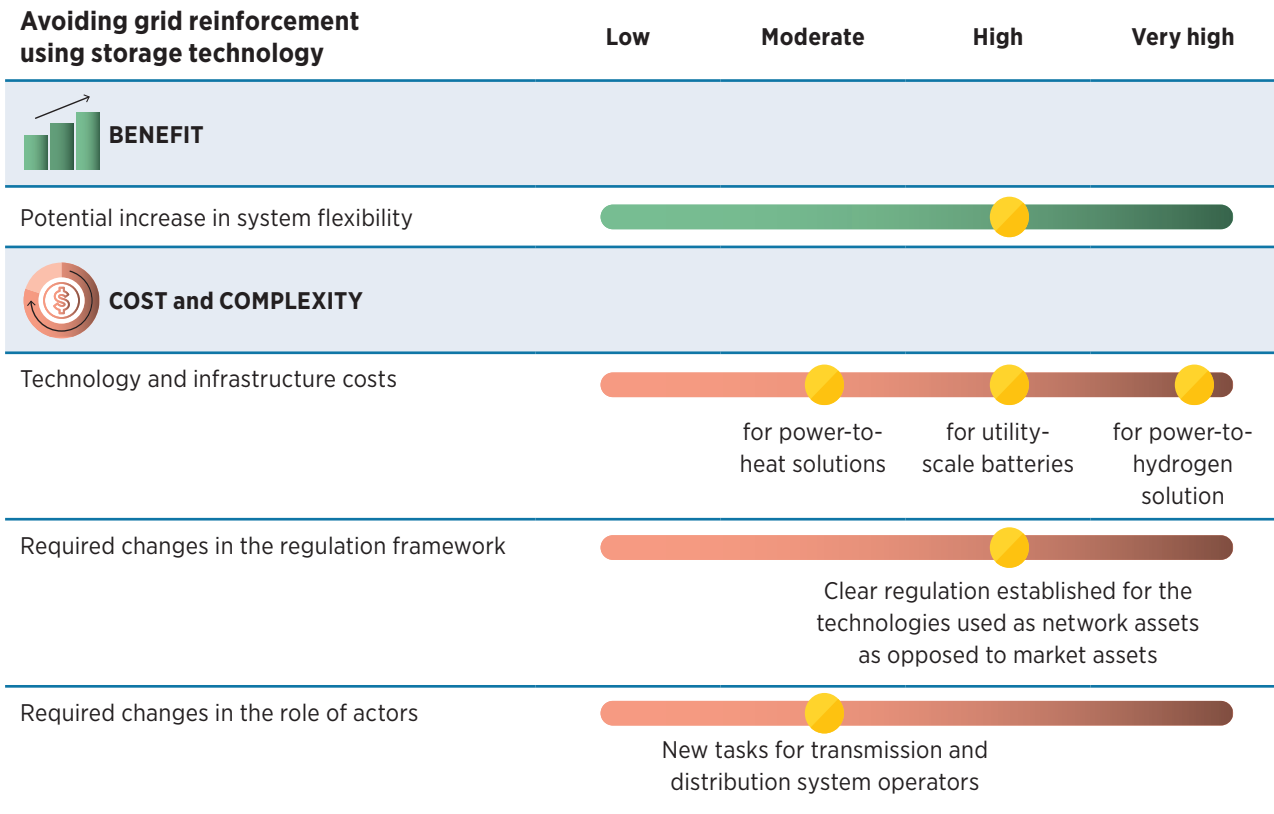 Avoiding grid reinforcement
using storage technology
Low
Moderate
High
Very high
BENEFIT
Potential increase in system flexibility
$
COST and COMPLEXITY
Technology and infrastructure costs
for power-to-
heat solutions
for utility-
scale batteries
for power-to-
hydrogen
solution
Required changes in the regulation framework
Clear regulation established for the
technologies used as network assets
as opposed to market assets
Required changes in the role of actors
New tasks for transmission and
distribution system operators